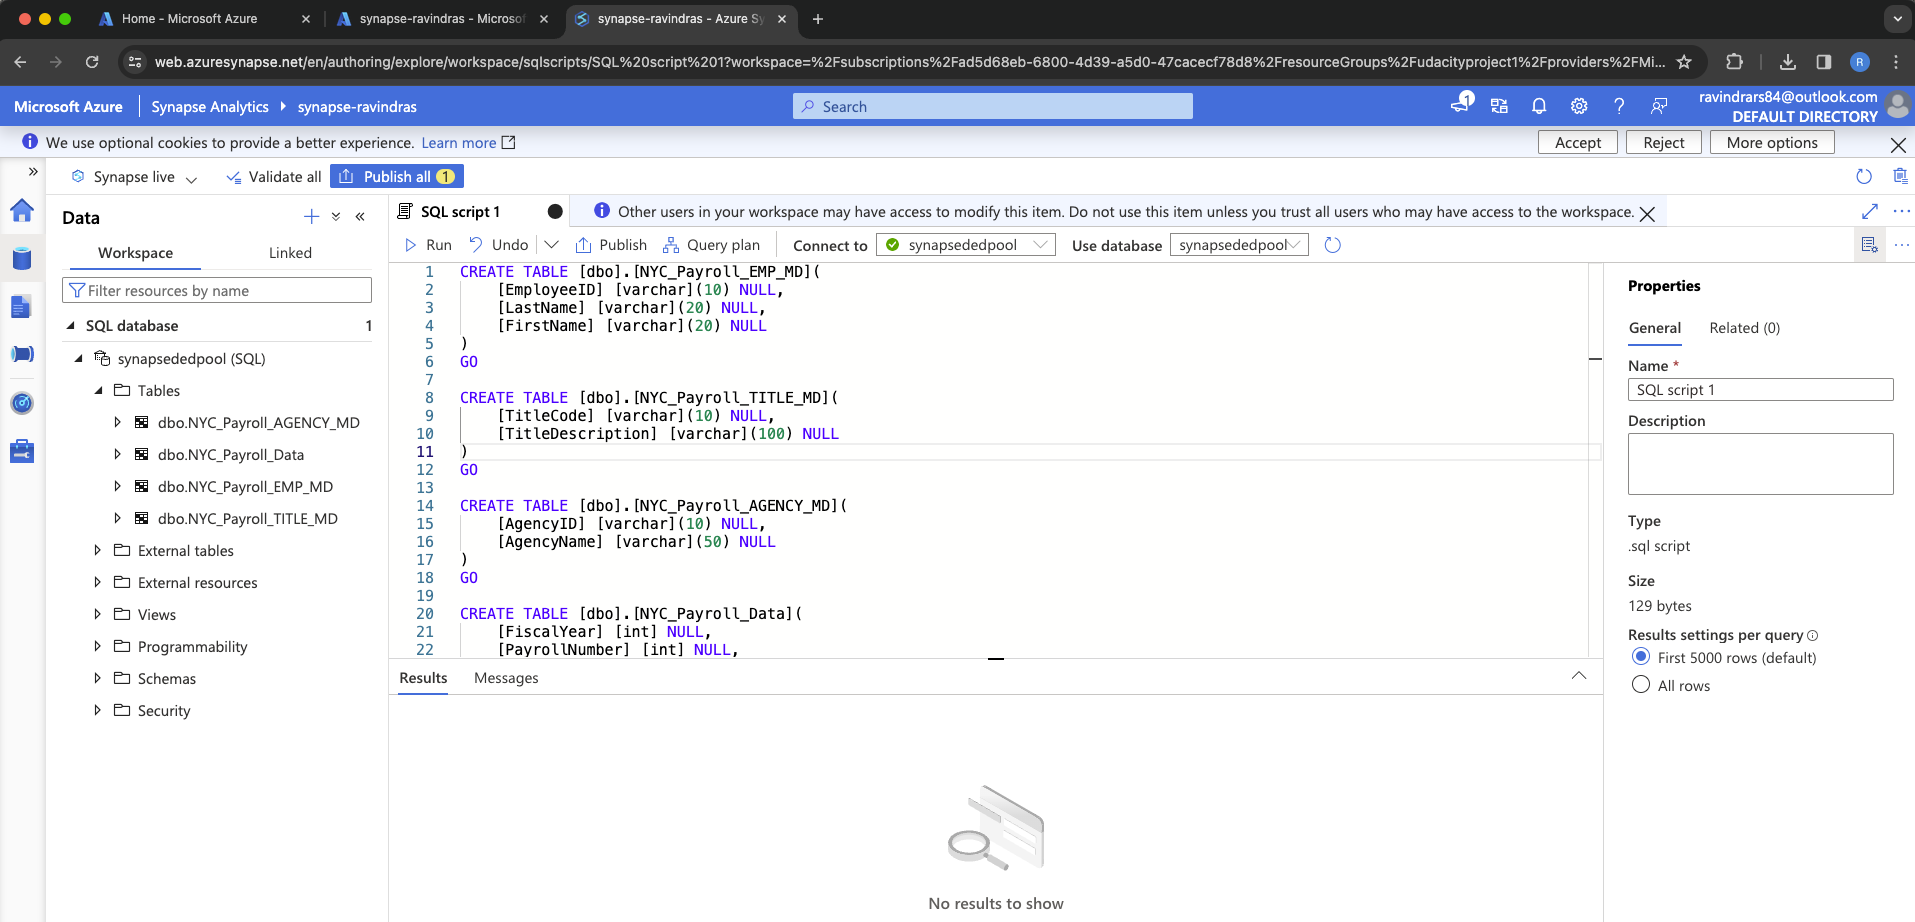 Home - Microsoft Azure
synapse-ravindras - Microsof
synapse-ravindras - Azure Sy
web.azuresynapse.net/en/authoring/explore/workspace/sqlscripts/SQL%20script%201?workspace=%2Fsubscriptions%2Fad5d68eb-6800-4d39-a5d0-47cacecf78d8%2FresourceGroups%2Fudacityproject1%2Fproviders%2FMi...
R
Microsoft Azure
Synapse Analytics
synapse-ravindras
Search
1
ravindrars84@outlook.com
DEFAULT DIRECTORY
We use optional cookies to provide a better experience. Learn more
Accept
Reject
More options
Synapse live
Validate all
Publish all 1
Data
Workspace
Linked
Filter resources by name
SQL database
1
synapsededpool (SQL)
Tables
dbo.NYC_Payroll_AGENCY_MD
dbo.NYC_Payroll_Data
dbo.NYC_Payroll_EMP_MD
dbo.NYC_Payroll_TITLE_MD
External tables
External resources
Views
Programmability
Schemas
Security
SQL script 1
Other users in your workspace may have access to modify this item. Do not use this item unless you trust all users who may have access to the workspace.
Run
Undo
Publish
Query plan
Connect to
synapsededpool
Use database
synapsededpool
1 CREATE TABLE [dbo].[NYC_Payroll_EMP_MD](
2 [EmployeeID] [varchar](10) NULL,
3 [LastName] [varchar](20) NULL,
4 [FirstName] [varchar](20) NULL
5 )
6 GO
7
8 CREATE TABLE [dbo].[NYC_Payroll_TITLE_MD](
9 [TitleCode] [varchar](10) NULL,
10 [TitleDescription] [varchar](100) NULL
11 )
12 GO
13
14 CREATE TABLE [dbo].[NYC_Payroll_AGENCY_MD](
15 [AgencyID] [varchar](10) NULL,
16 [AgencyName] [varchar](50) NULL
17 )
18 GO
19
20 CREATE TABLE [dbo].[NYC_Payroll_Data](
21 [FiscalYear] [int] NULL,
22 [PayrollNumber] [int] NULL,
Results
Messages
No results to show
Properties
General
Related (0)
Name *
SQL script 1
Description
Type
.sql script
Size
129 bytes
Results settings per query
First 5000 rows (default)
All rows